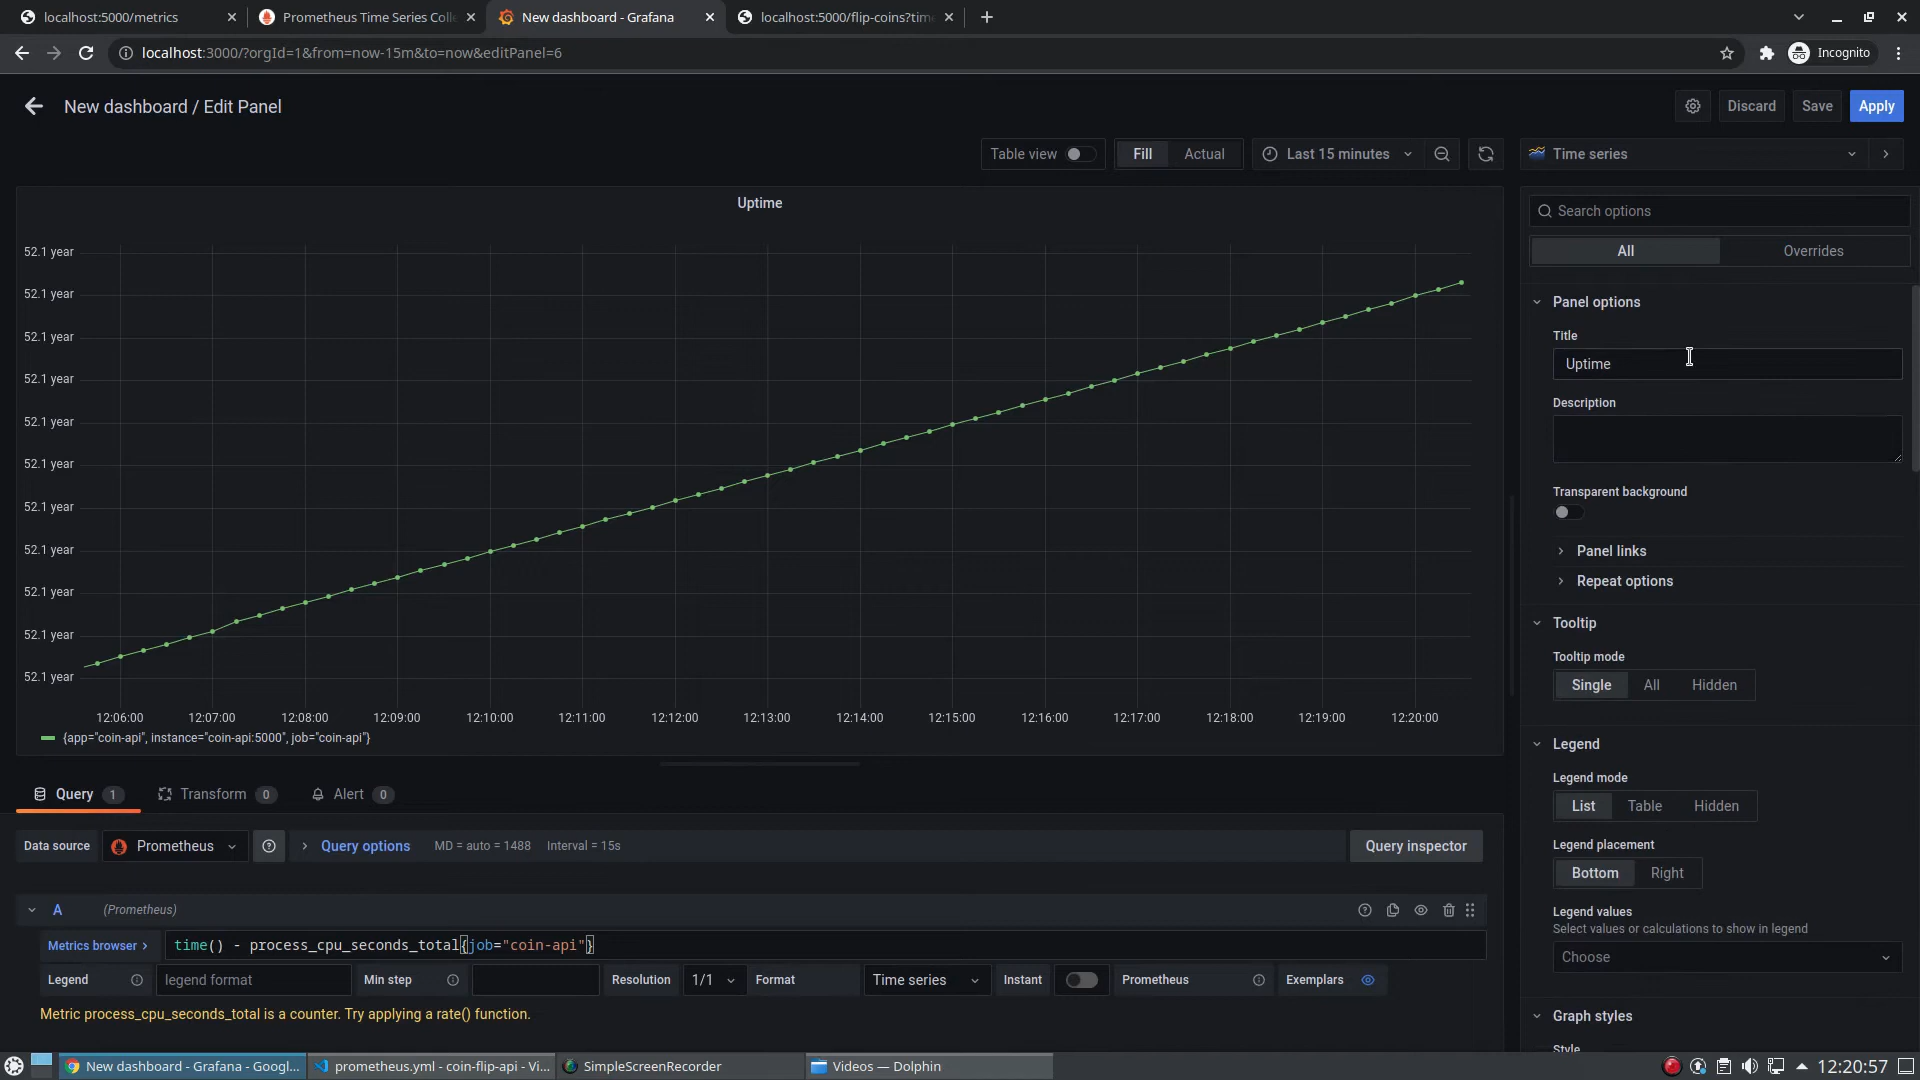 localhost:5000/metrics
Prometheus Time Series Colle
New dashboard - Grafana
localhost:5000/flip-coins?time
localhost:3000/?orgId=1&from=now-15m&to=now&editPanel=6
Incognito
New dashboard / Edit Panel
Discard
Save
Apply
Table view
Fill
Actual
Last 15 minutes
Time series
Uptime
Search options
All
Overrides
52.1 year
52.1 year
52.1 year
52.1 year
52.1 year
52.1 year
52.1 year
52.1 year
52.1 year
52.1 year
52.1 year
12:06:00
12:07:00
12:08:00
12:09:00
12:10:00
12:11:00
12:12:00
12:13:00
12:14:00
12:15:00
12:16:00
12:17:00
12:18:00
12:19:00
12:20:00
{app="coin-api", instance="coin-api:5000", job="coin-api"}
Panel options
Title
Uptime
Description
Transparent background
Panel links
Repeat options
Tooltip
Tooltip mode
Single
All
Hidden
Legend
Legend mode
List
Table
Hidden
Legend placement
Bottom
Right
Legend values
Select values or calculations to show in legend
Choose
Graph styles
Query 1
Transform 0
Alert 0
Data source
Prometheus
Query options
MD = auto = 1488
Interval = 15s
Query inspector
A
(Prometheus)
Metrics browser
time() - process_cpu_seconds_total{job="coin-api"}
Legend
legend format
Min step
Resolution
1/1
Format
Time series
Instant
Prometheus
Exemplars
Metric process_cpu_seconds_total is a counter. Try applying a rate() function.
Style
New dashboard - Grafana - Googl...
prometheus.yml - coin-flip-api - Vi...
SimpleScreenRecorder
Videos — Dolphin
12:20:57